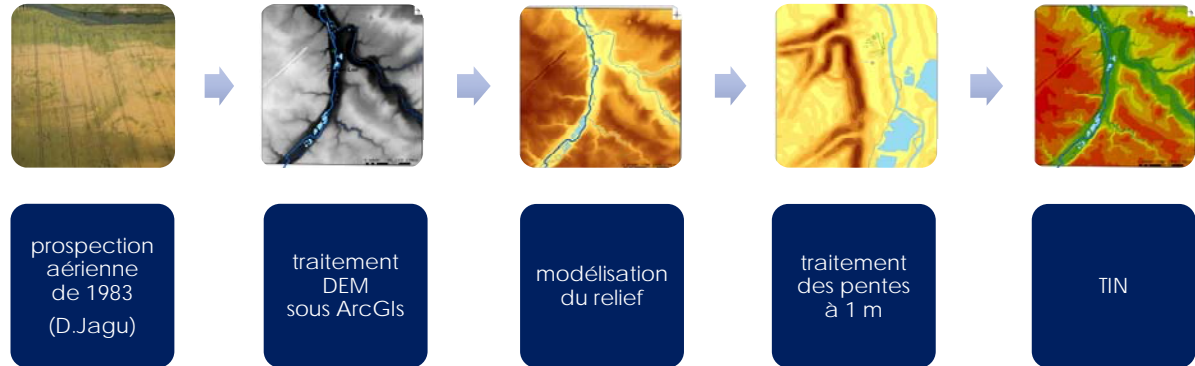 prospection
aérienne
de 1983
(D.Jagu)
traitement
DEM
sous ArcGIs
modélisation
du relief
traitement
des pentes
à 1 m
TIN